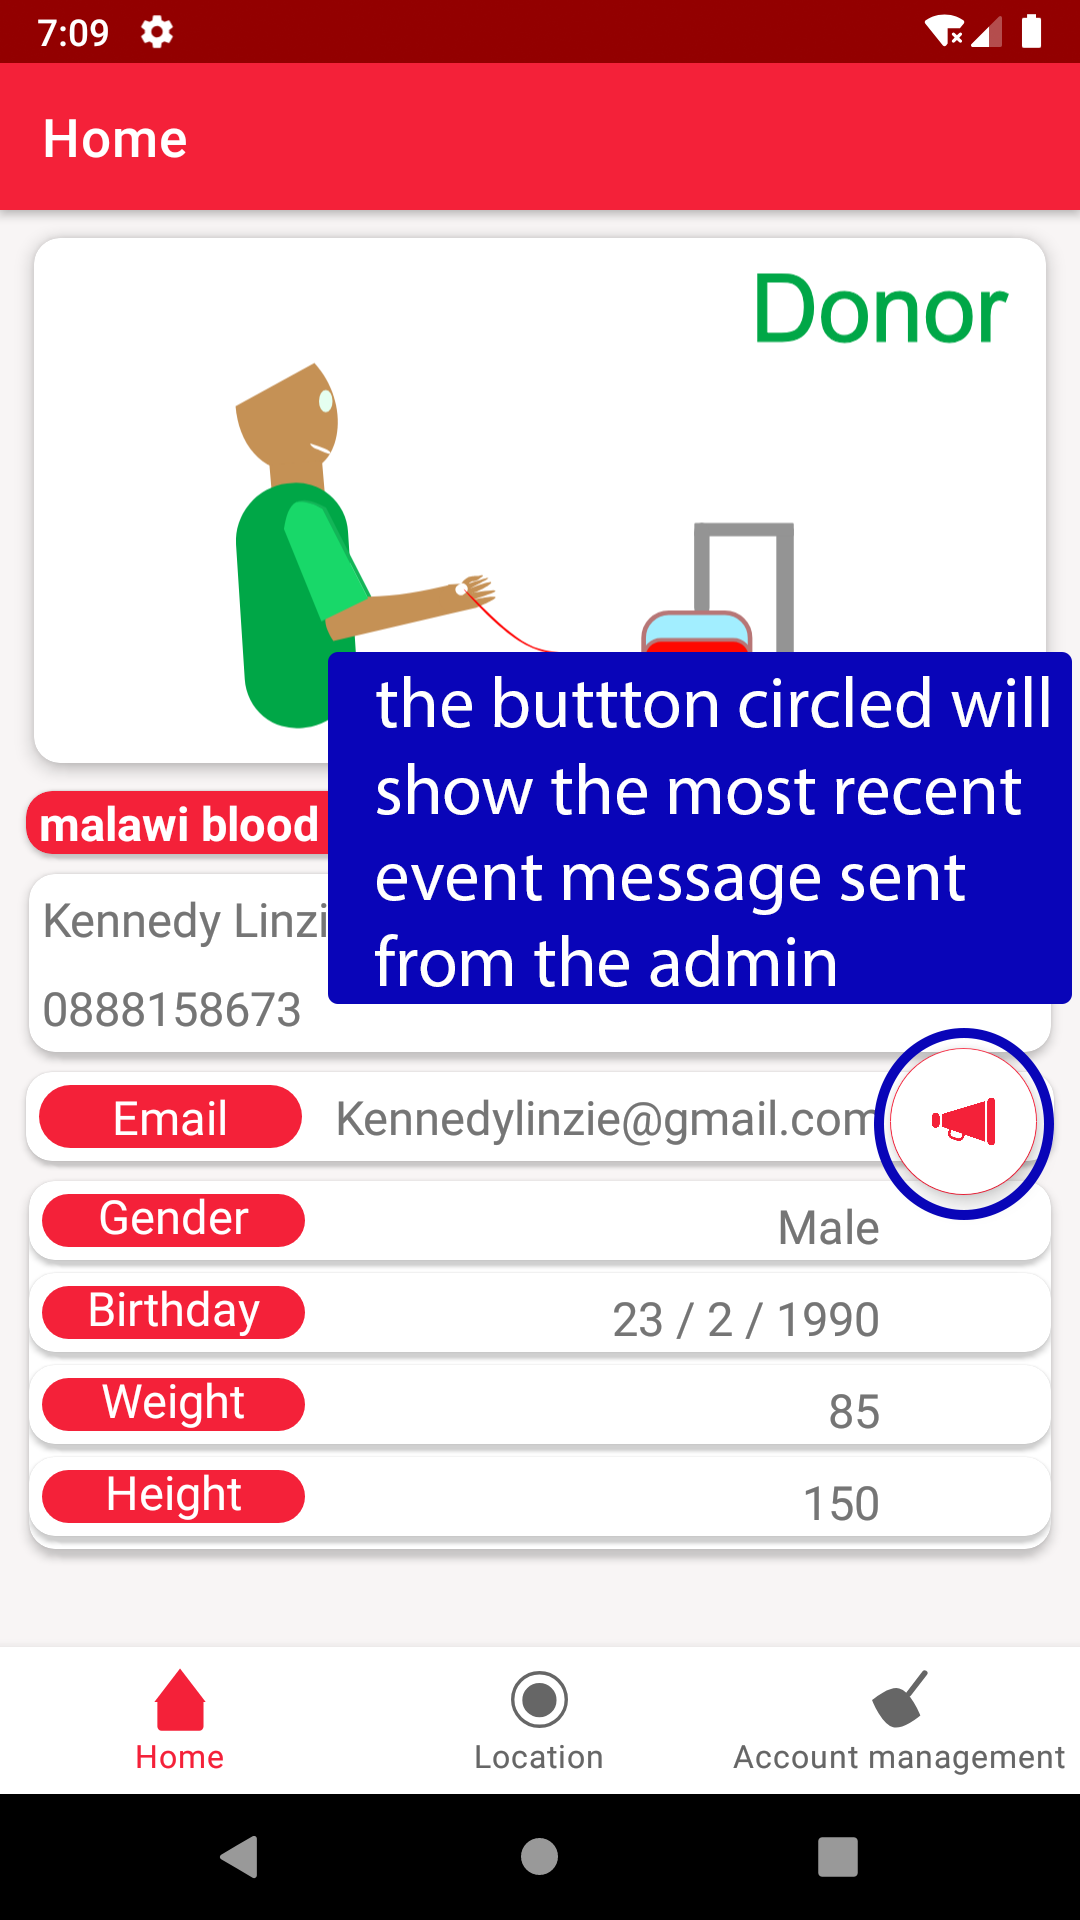 7:09
Home
Donor
the buttton circled will
show the most recent
event message sent
from the admin
malawi blood
Kennedy Linzi
0888158673
Email Kennedylinzie@gmail.com
Gender Male
Birthday 23 / 2 / 1990
Weight 85
Height 150
Home Location Account management